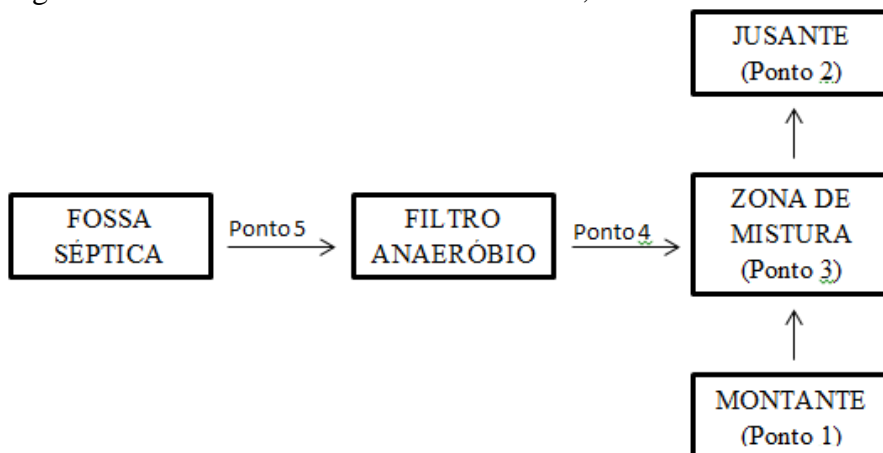 JUSANTE
(Ponto 2)
FOSSA
SÉPTICA
Ponto 5
FILTRO
ANAERÓBIO
Ponto 4
ZONA DE
MISTURA
(Ponto 3)
MONTANTE
(Ponto 1)